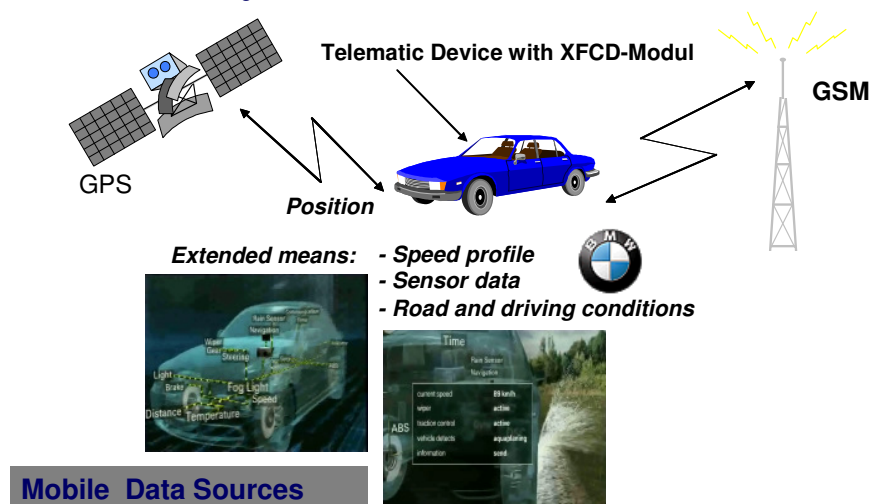 Telematic Device with XFCD-Modul
GSM
GPS
Position
Extended means:
- Speed profile
- Sensor data
- Road and driving conditions
BMW
Rain Sensor
Navigation
Wiper
Gear
Steering
Light
Brake
Fog Light
Speed
ABS
Distance
Temperature
Time
Rain Sensor
Navigation
ABS
current speed 89 km/h
wiper active
traction control active
vehicle detects aquaplaning
information send
Mobile Data Sources